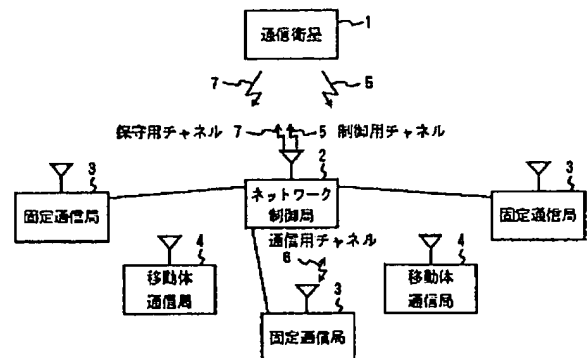 1
通信衛星
7
5
保守用チャネル 7 5 制御用チャネル
2
3
固定通信局
ネットワーク
制御局
3
固定通信局
通信用チャネル
6
4
移動体
通信局
4
移動体
通信局
3
固定通信局